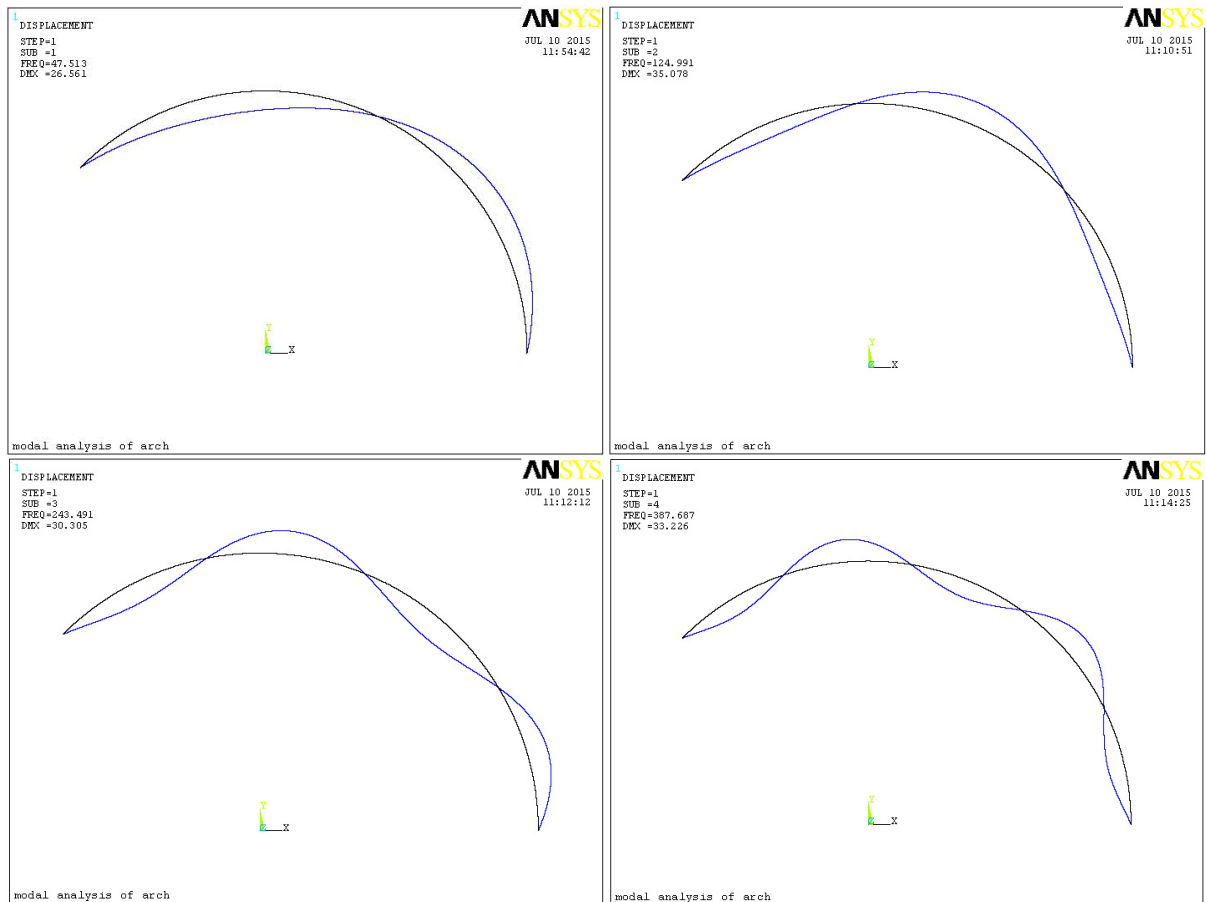 1
DISPLACEMENT
STEP=1
SUB =1
FREQ=47.513
DMX =26.561
ANSYS
JUL 10 2015
11:54:42
Y
Z X
modal analysis of arch
1
DISPLACEMENT
STEP=1
SUB =2
FREQ=124.991
DMX =35.078
ANSYS
JUL 10 2015
11:10:51
Y
X
modal analysis of arch
1
DISPLACEMENT
STEP=1
SUB =3
FREQ=243.491
DMX =30.305
ANSYS
JUL 10 2015
11:12:12
Y
Z X
modal analysis of arch
1
DISPLACEMENT
STEP=1
SUB =4
FREQ=387.687
DMX =33.226
ANSYS
JUL 10 2015
11:14:25
Y
X
modal analysis of arch